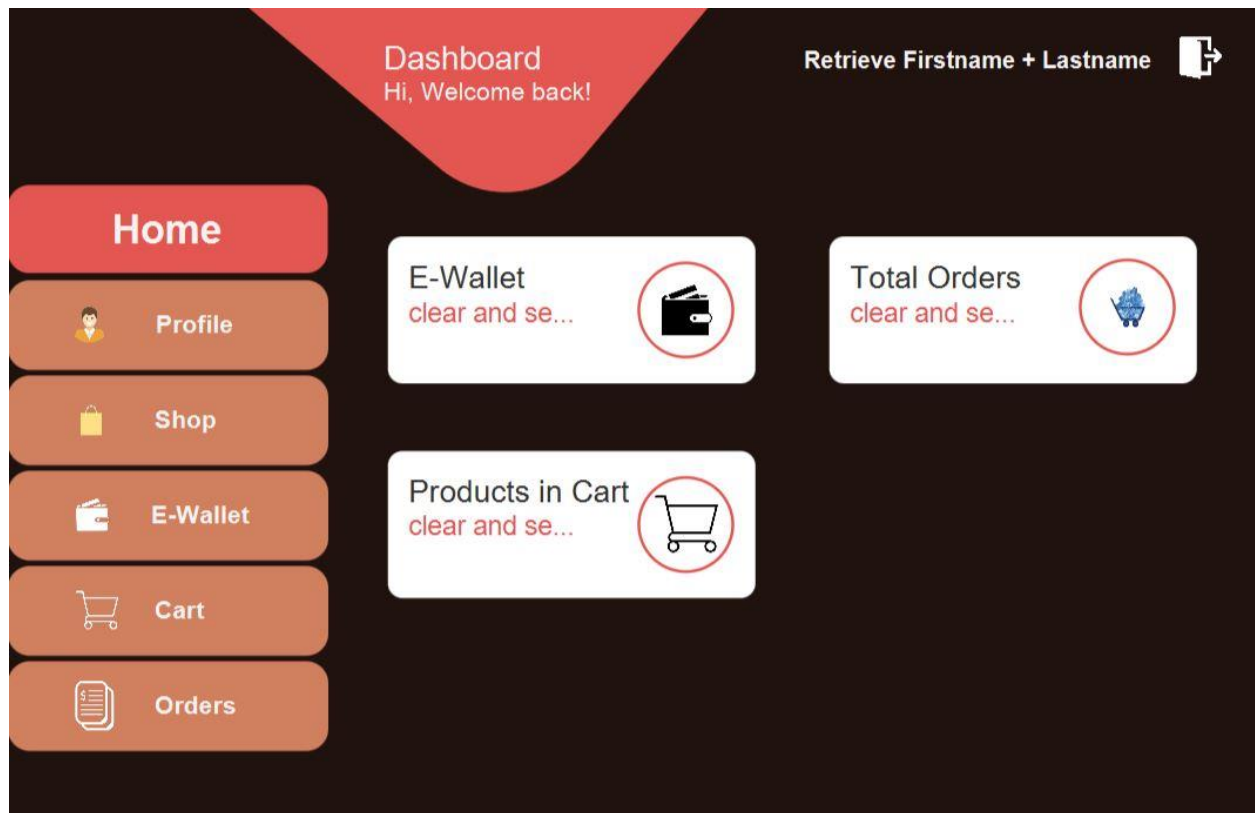 Dashboard
Hi, Welcome back!
Retrieve Firstname + Lastname
Home
Profile
Shop
E-Wallet
Cart
Orders
E-Wallet
clear and se...
Total Orders
clear and se...
Products in Cart
clear and se...